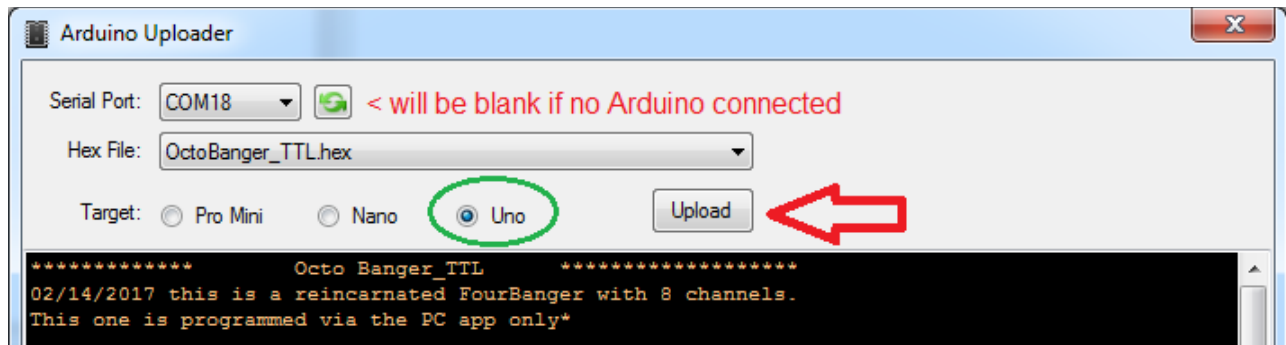 Arduino Uploader
Serial Port: COM18 < will be blank if no Arduino connected
Hex File: OctoBanger_TTL.hex
Target: Pro Mini Nano Uno Upload
************* Octo Banger_TTL *******************
02/14/2017 this is a reincarnated FourBanger with 8 channels.
This one is programmed via the PC app only*